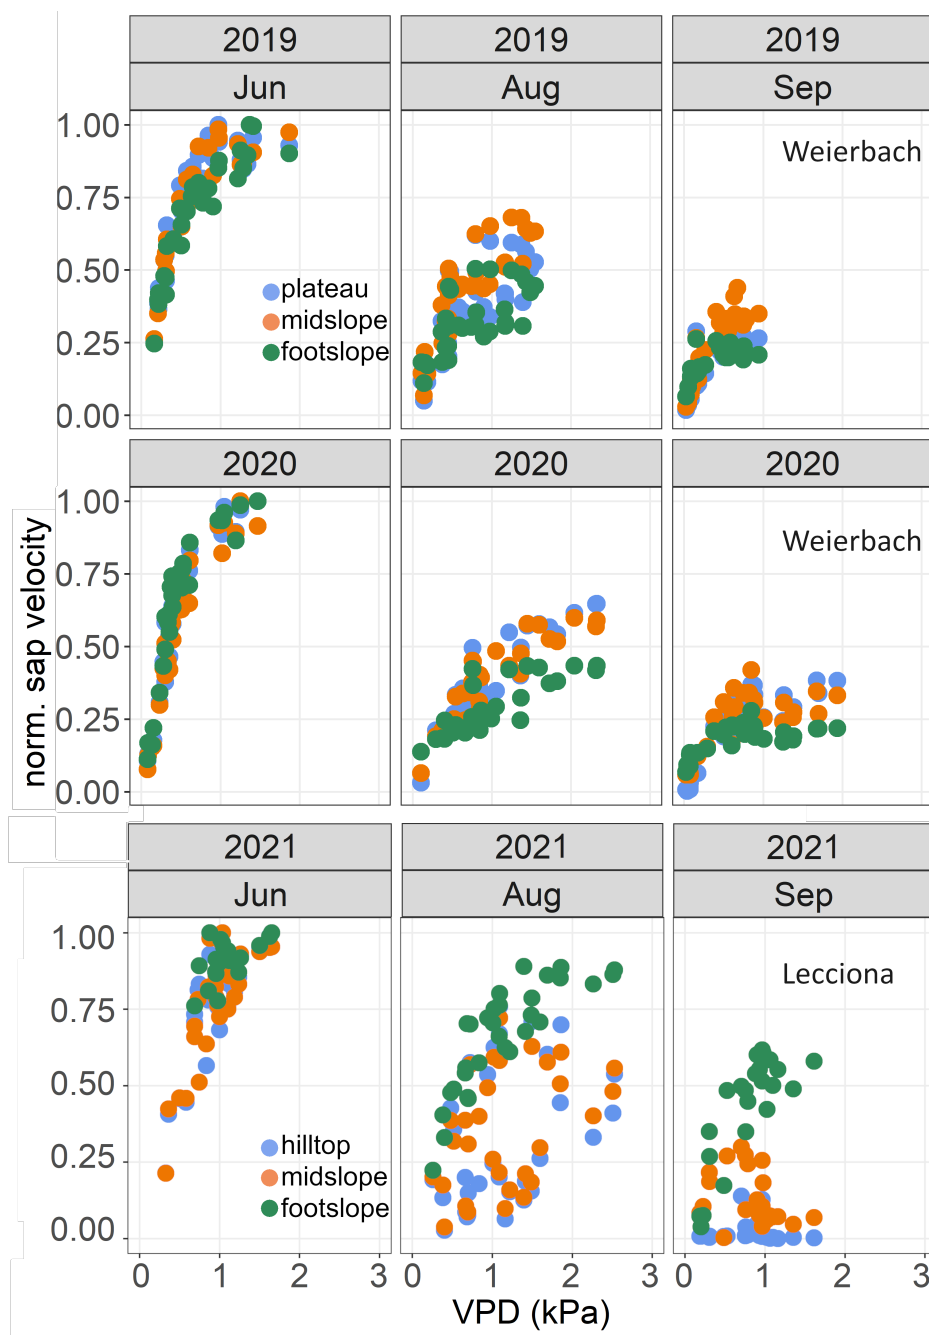 2019 2019 2019
Jun Aug Sep
1.00
Weierbach
0.75
0.50
plateau
midslope
0.25
footslope
0.00
2020 2020 2020
1.00
Weierbach
0.75
0.50
norm. sap velocity
0.25
0.00
2021 2021 2021
Jun Aug Sep
1.00
Lecciona
0.75
0.50
hilltop
0.25
midslope
footslope
0.00
0 1 2 3 0 1 2 3 0 1 2 3
VPD (kPa)